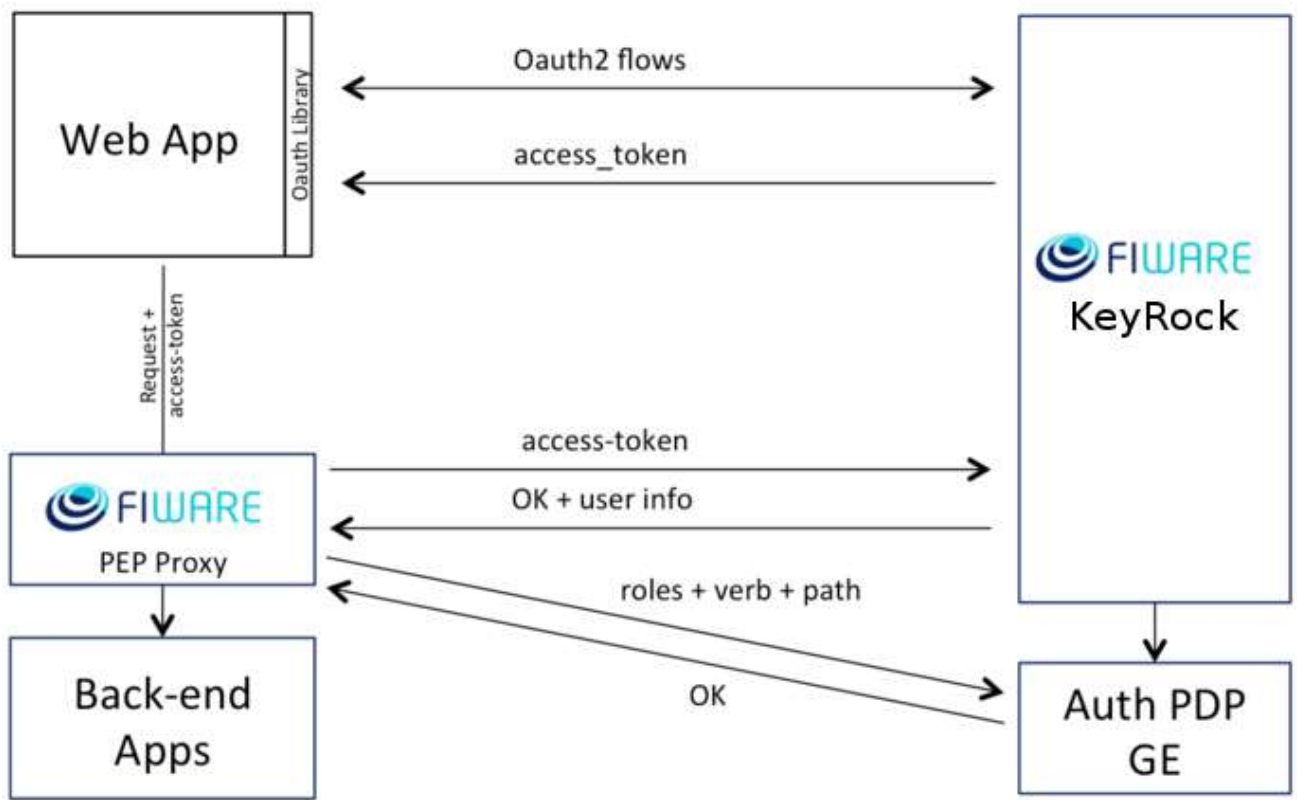 Oauth2 flows
Web App
Oauth Library
access_token
FIWARE
KeyRock
Request +
access-token
access-token
OK + user info
FIWARE
PEP Proxy
roles + verb + path
OK
Back-end
Apps
Auth PDP
GE